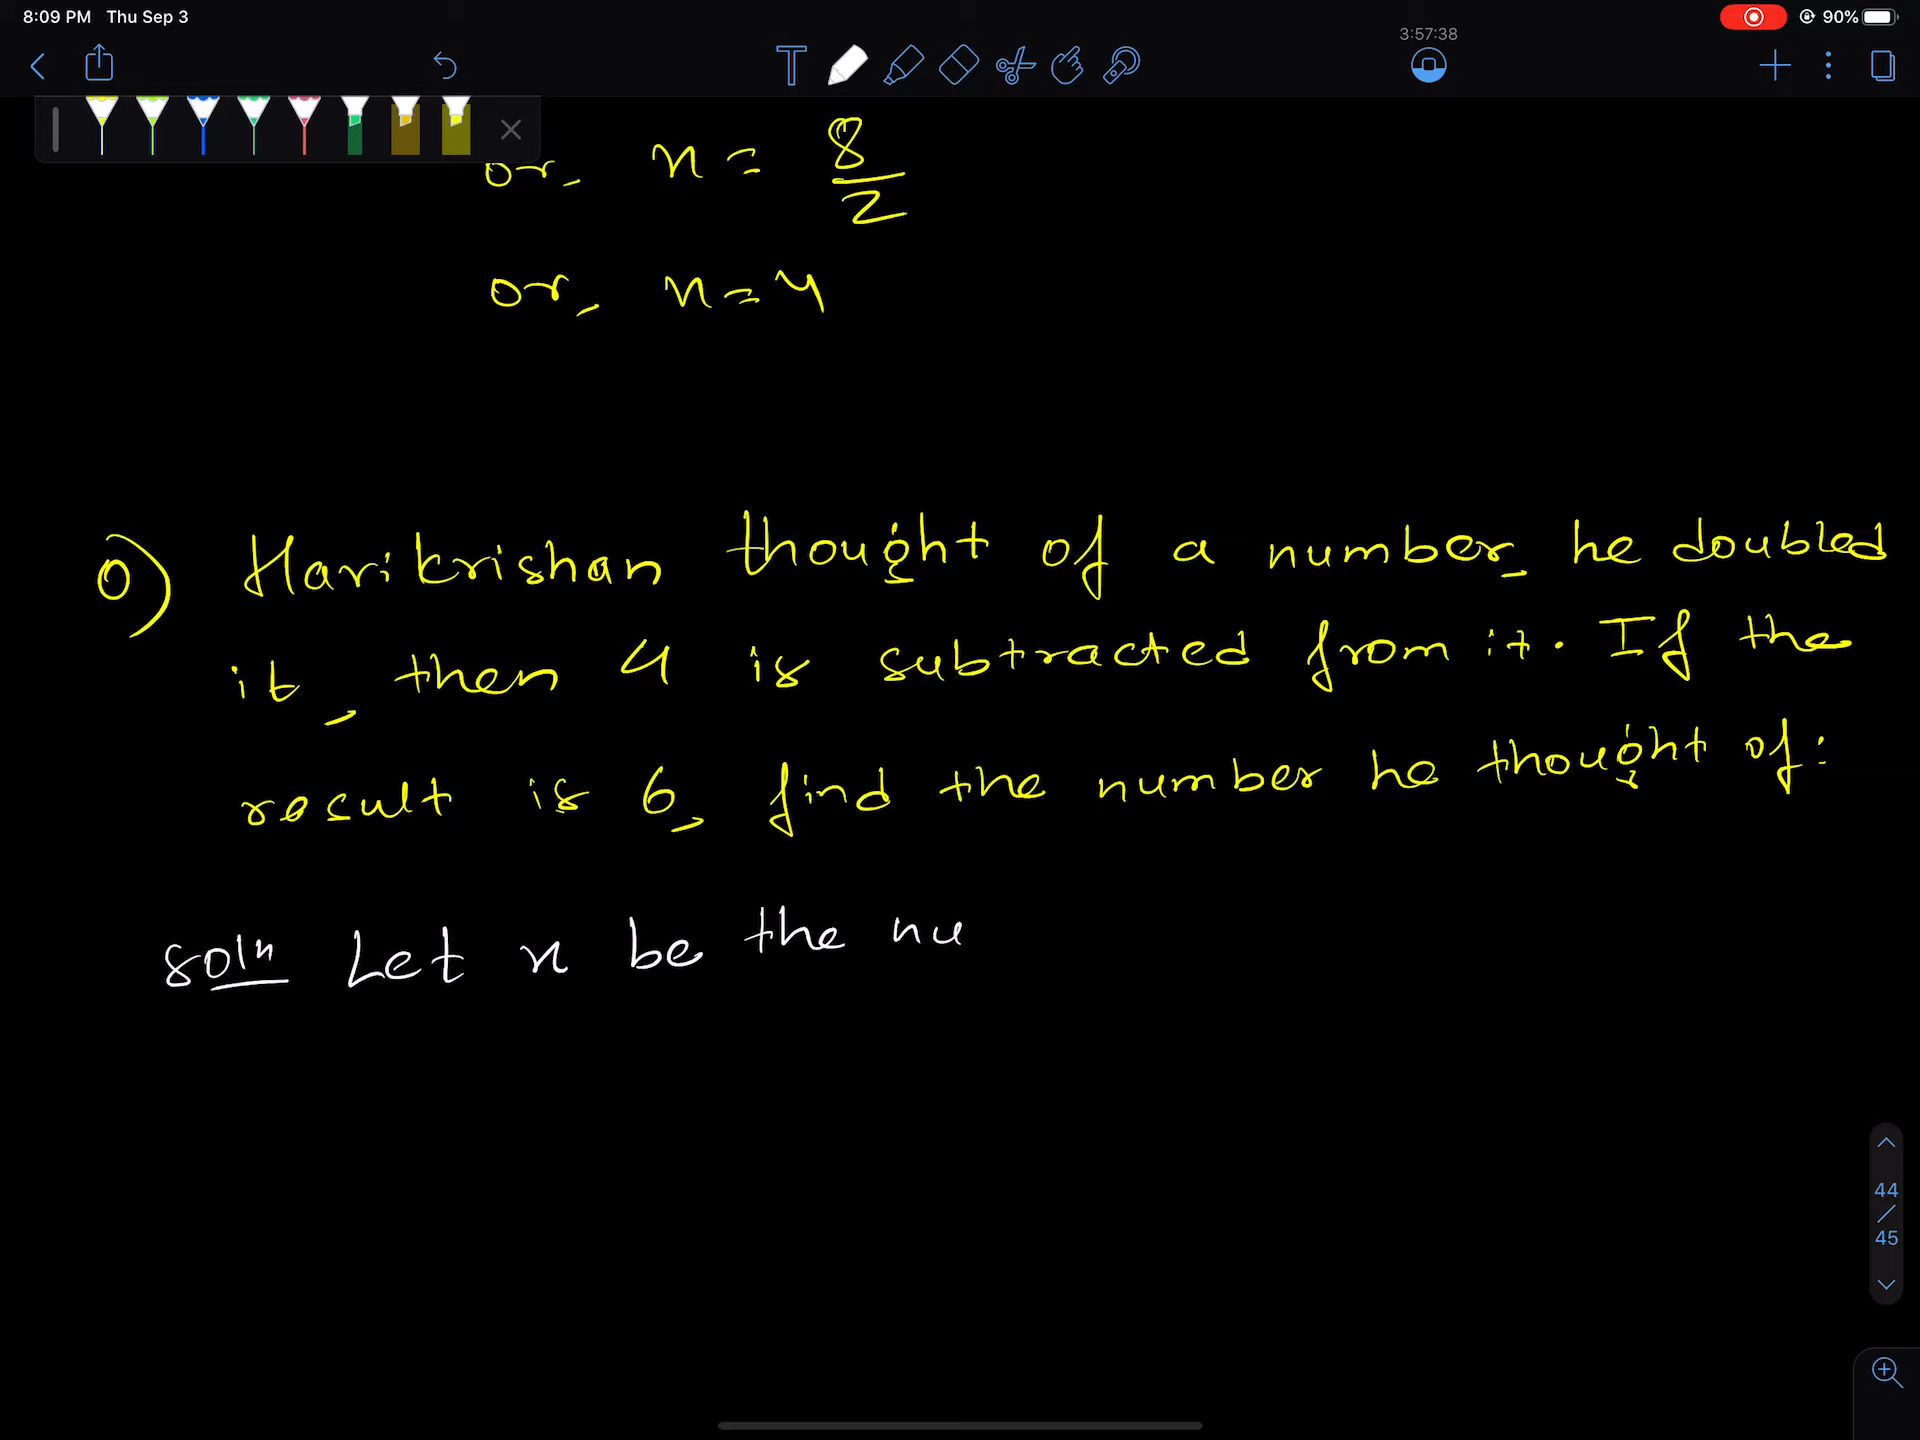 8:09 PM Thu Sep 3
90%
3:57:38
or, x = 8/2
or, x = 4
o) Harikrishan thought of a number, he doubled
it, then 4 is subtracted from it. If the
result is 6, find the number he thought of:
soln Let x be the nu
44
/
45